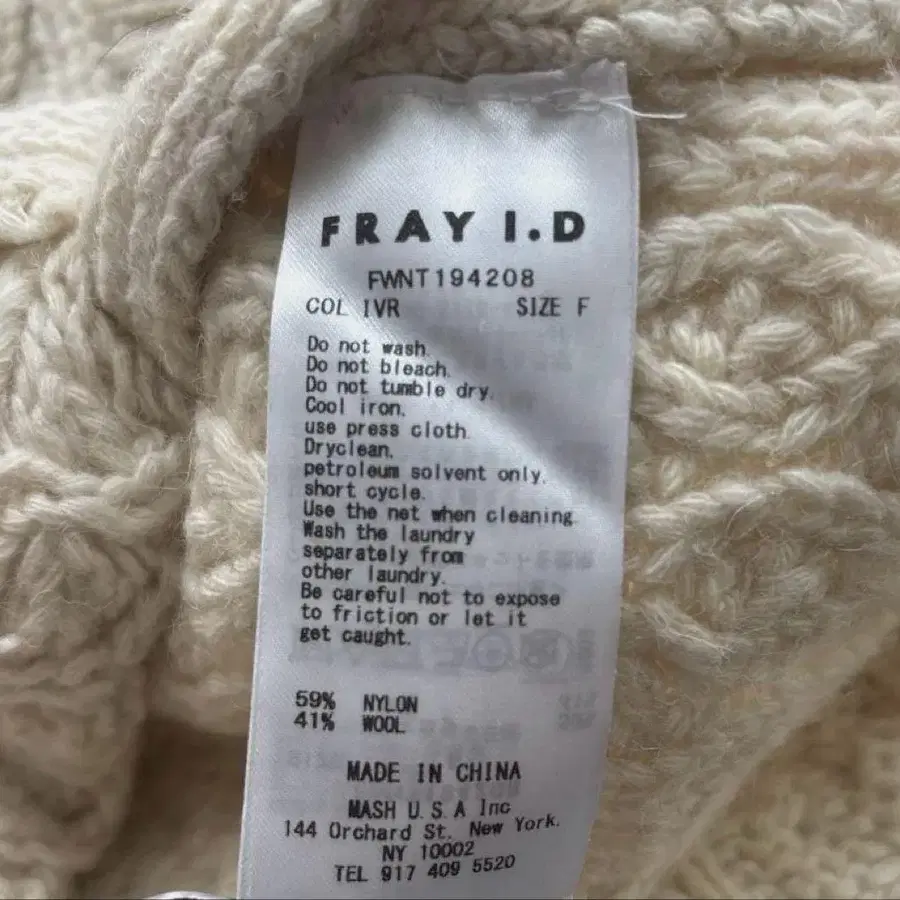 FRAY I.D
FWNT194208
COL IVR SIZE F
Do not wash.
Do not bleach.
Do not tumble dry.
Cool iron.
use press cloth.
Dryclean.
petroleum solvent only.
short cycle.
Use the net when cleaning.
Wash the laundry
separately from
other laundry.
Be careful not to expose
to friction or let it
get caught.
59% NYLON
41% WOOL
MADE IN CHINA
MASH U.S.A Inc
144 Orchard St. New York.
NY 10002
TEL 917 409 5520